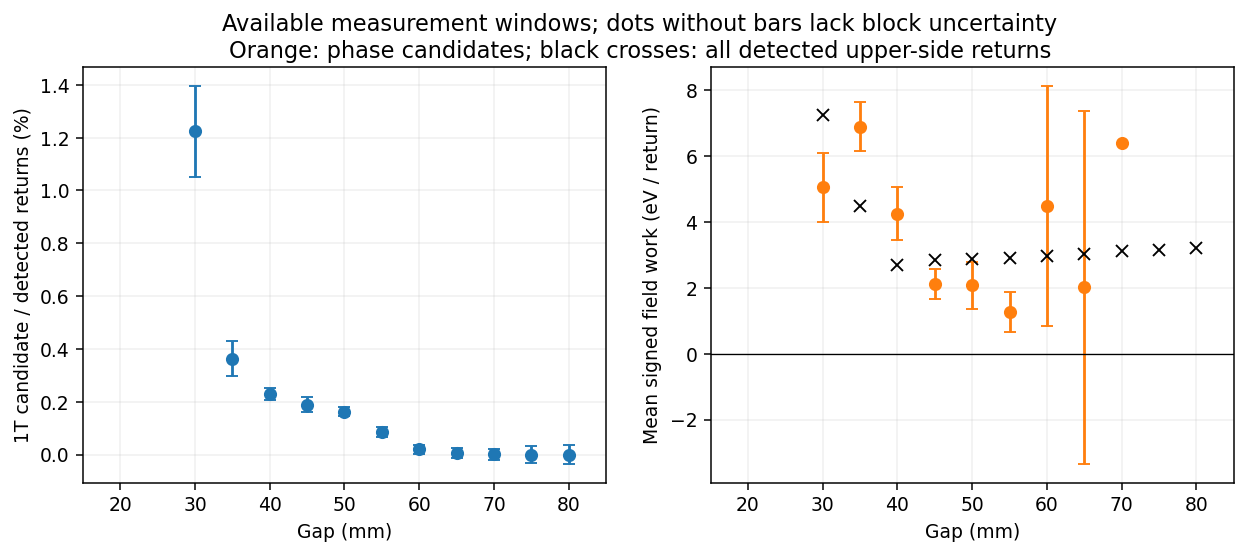 Available measurement windows; dots without bars lack block uncertainty
Orange: phase candidates; black crosses: all detected upper-side returns
1T candidate / detected returns (%)
1.4
1.2
1.0
0.8
0.6
0.4
0.2
0.0
20 30 40 50 60 70 80
Gap (mm)
Mean signed field work (eV / return)
8
6
4
2
0
−2
20 30 40 50 60 70 80
Gap (mm)